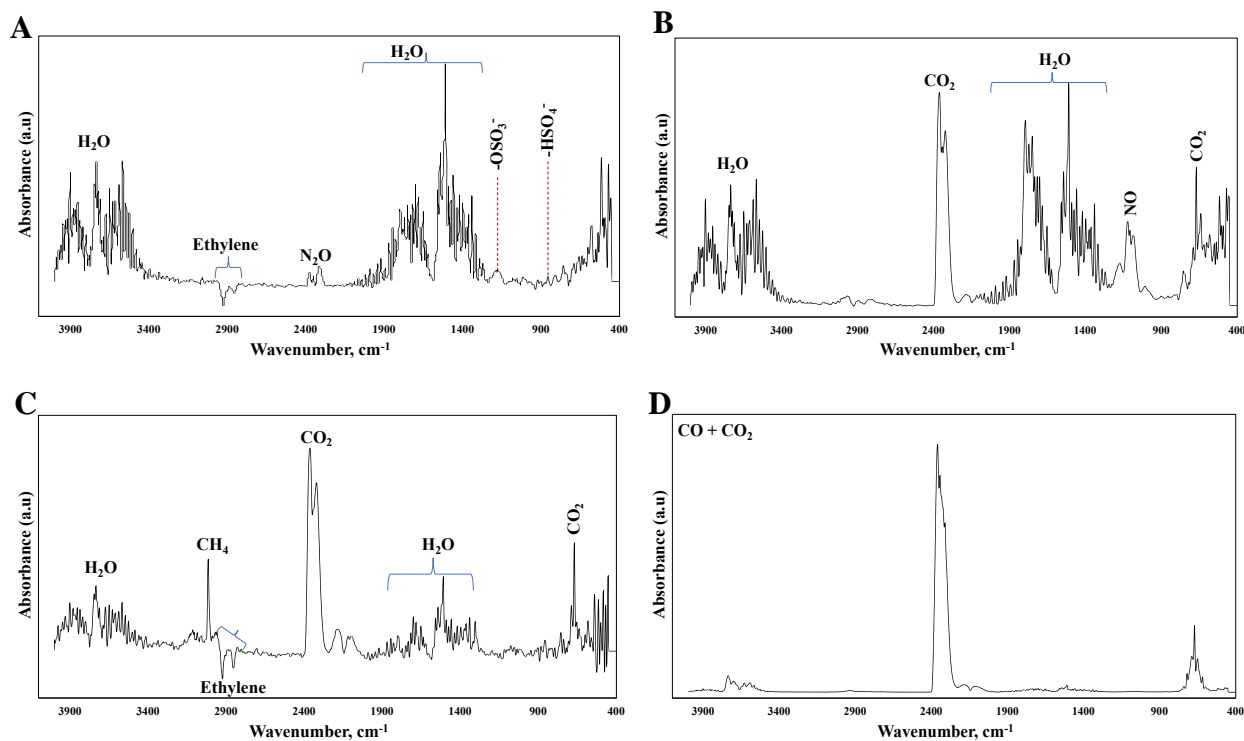 A
H₂O
H₂O
Ethylene
N₂O
-OSO₃⁻
-HSO₄⁻
Absorbance (a.u)
3900 3400 2900 2400 1900 1400 900 400
Wavenumber, cm⁻¹
B
H₂O
CO₂
H₂O
NO
CO₂
Absorbance (a.u)
3900 3400 2900 2400 1900 1400 900 400
Wavenumber, cm⁻¹
C
H₂O
CH₄
Ethylene
CO₂
H₂O
CO₂
Absorbance (a.u)
3900 3400 2900 2400 1900 1400 900 400
Wavenumber, cm⁻¹
D
CO + CO₂
Absorbance (a.u)
3900 3400 2900 2400 1900 1400 900 400
Wavenumber, cm⁻¹